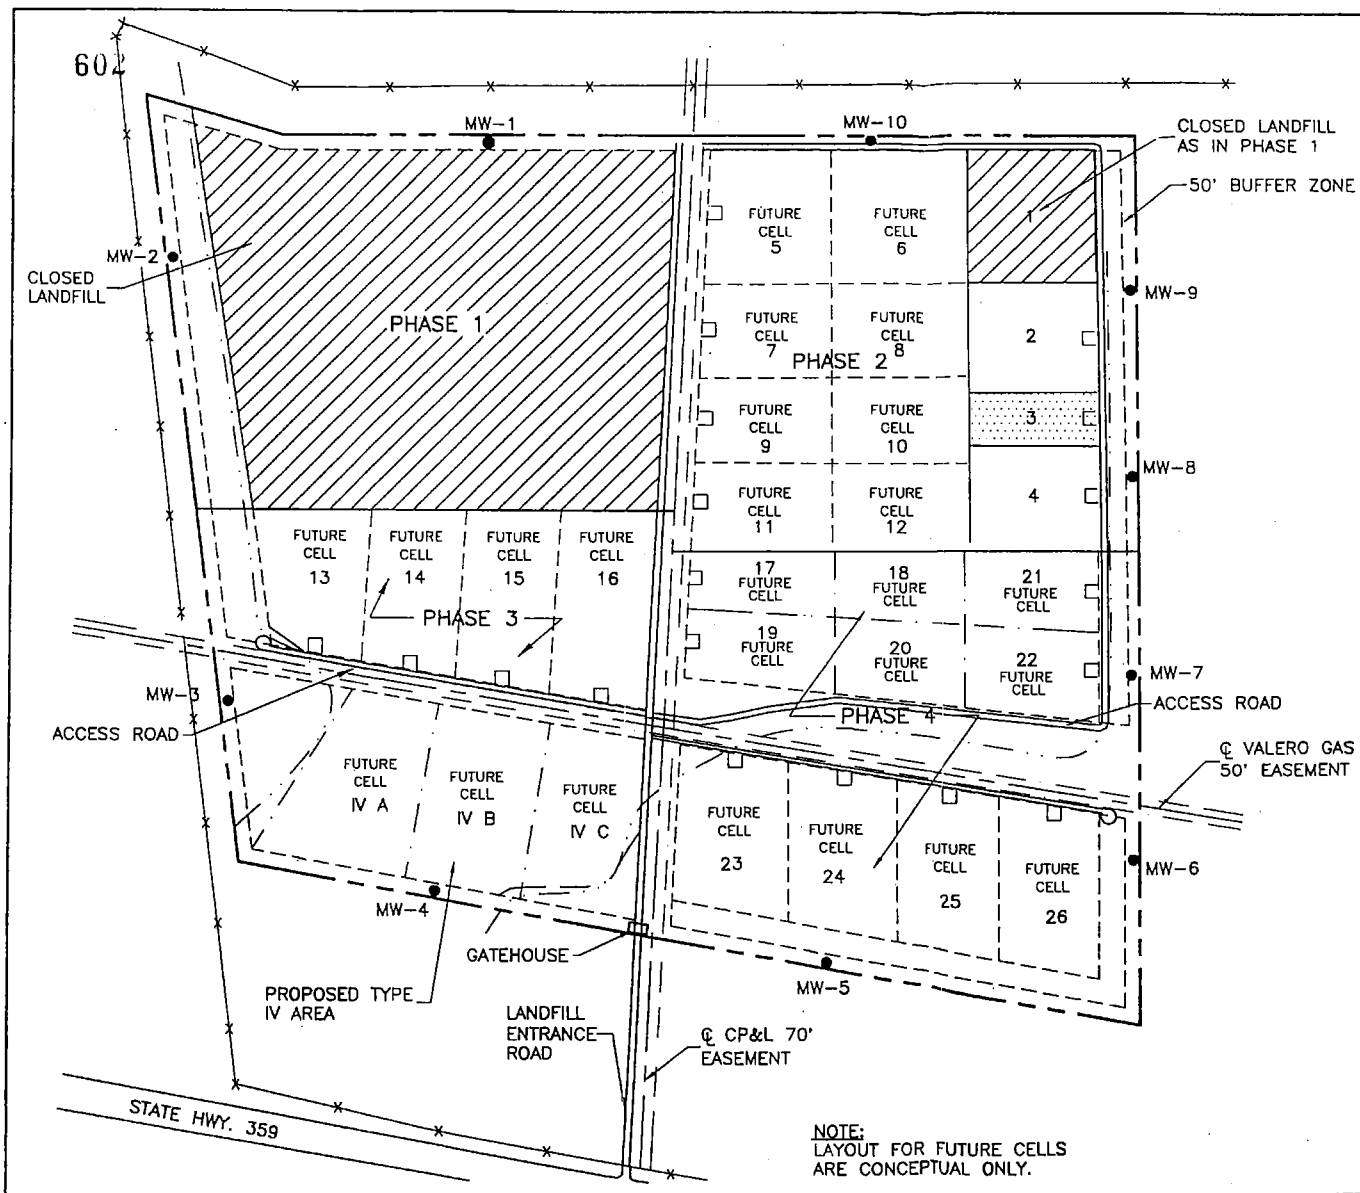 602
MW-1
MW-10
CLOSED LANDFILL
AS IN PHASE 1
50' BUFFER ZONE
MW-2
CLOSED
LANDFILL
PHASE 1
FUTURE
CELL
5
FUTURE
CELL
6
1
MW-9
FUTURE
CELL
7
FUTURE
CELL
8
2
PHASE 2
FUTURE
CELL
9
FUTURE
CELL
10
3
MW-8
FUTURE
CELL
11
FUTURE
CELL
12
4
FUTURE
CELL
13
FUTURE
CELL
14
FUTURE
CELL
15
FUTURE
CELL
16
PHASE 3
17
FUTURE
CELL
18
FUTURE
CELL
21
FUTURE
CELL
19
FUTURE
CELL
20
FUTURE
CELL
22
FUTURE
CELL
MW-7
MW-3
ACCESS ROAD
PHASE 4
ACCESS ROAD
℄ VALERO GAS
50' EASEMENT
FUTURE
CELL
IV A
FUTURE
CELL
IV B
FUTURE
CELL
IV C
FUTURE
CELL
23
FUTURE
CELL
24
FUTURE
CELL
25
FUTURE
CELL
26
MW-6
MW-4
GATEHOUSE
MW-5
PROPOSED TYPE
IV AREA
LANDFILL
ENTRANCE
ROAD
℄ CP&L 70'
EASEMENT
STATE HWY. 359
NOTE:
LAYOUT FOR FUTURE CELLS
ARE CONCEPTUAL ONLY.